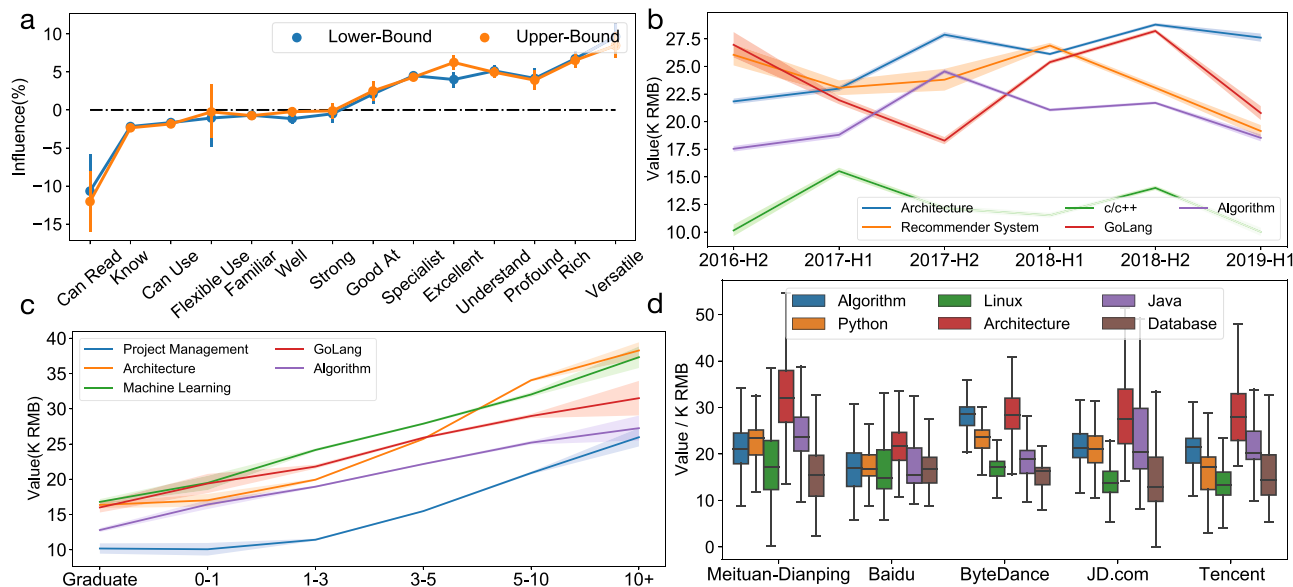 a
Influence(%)
10
5
0
−5
−10
−15
Lower-Bound
Upper-Bound
Can Read
Know
Can Use
Flexible Use
Familiar
Well
Strong
Good At
Specialist
Excellent
Understand
Profound
Rich
Versatile
b
Value(K RMB)
27.5
25.0
22.5
20.0
17.5
15.0
12.5
10.0
Architecture
Recommender System
c/c++
GoLang
Algorithm
2016-H2
2017-H1
2017-H2
2018-H1
2018-H2
2019-H1
c
Value(K RMB)
40
35
30
25
20
15
10
Project Management
Architecture
Machine Learning
GoLang
Algorithm
Graduate
0-1
1-3
3-5
5-10
10+
d
Value / K RMB
50
40
30
20
10
0
Algorithm
Python
Linux
Architecture
Java
Database
Meituan-Dianping
Baidu
ByteDance
JD.com
Tencent